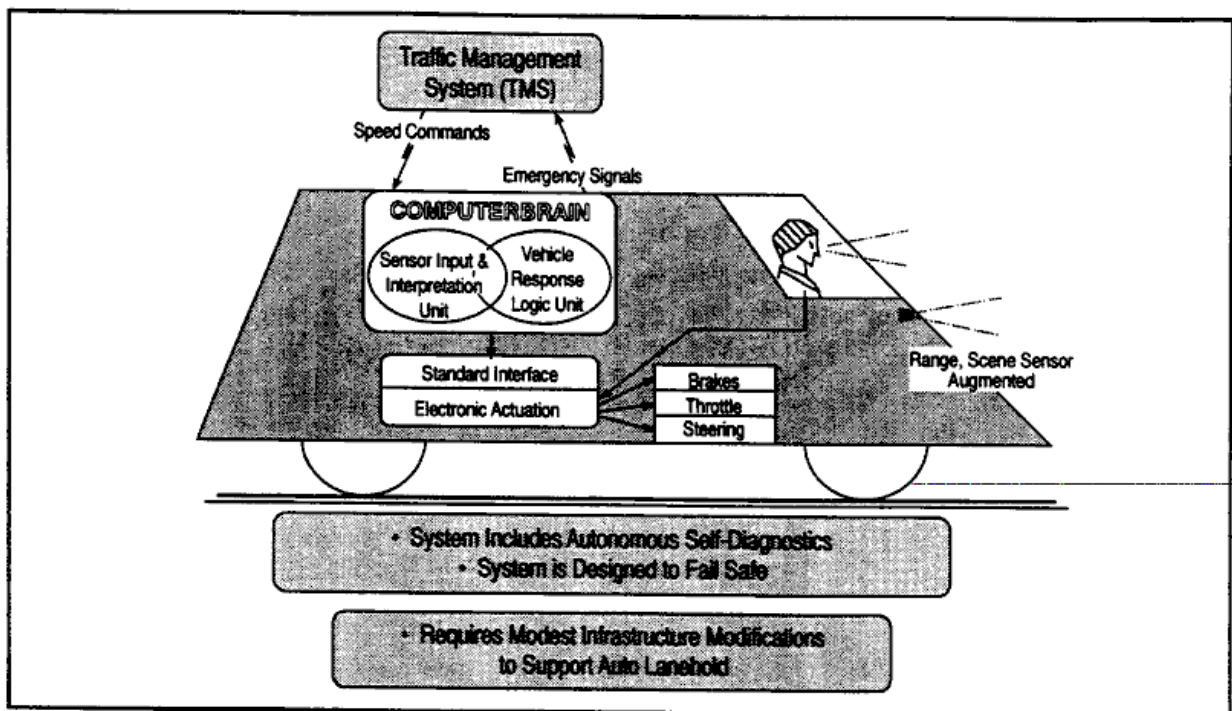 Traffic Management
System (TMS)
Speed Commands
Emergency Signals
COMPUTERBRAIN
Sensor Input &
Interpretation
Unit
Vehicle
Response
Logic Unit
Standard Interface
Electronic Actuation
Brakes
Throttle
Steering
Range, Scene Sensor
Augmented
• System Includes Autonomous Self-Diagnostics
• System is Designed to Fail Safe
• Requires Modest Infrastructure Modifications
to Support Auto Lanehold